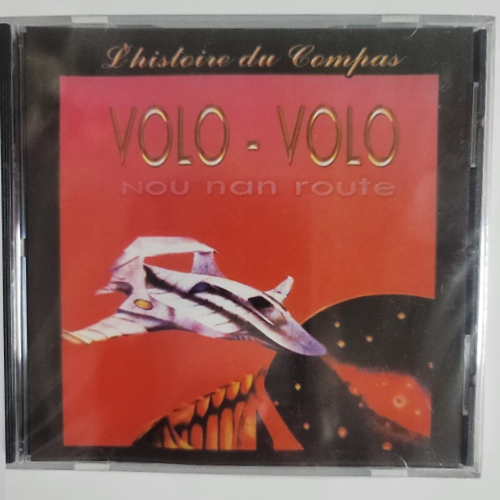 L'histoire du Compas
VOLO - VOLO
Nou nan route